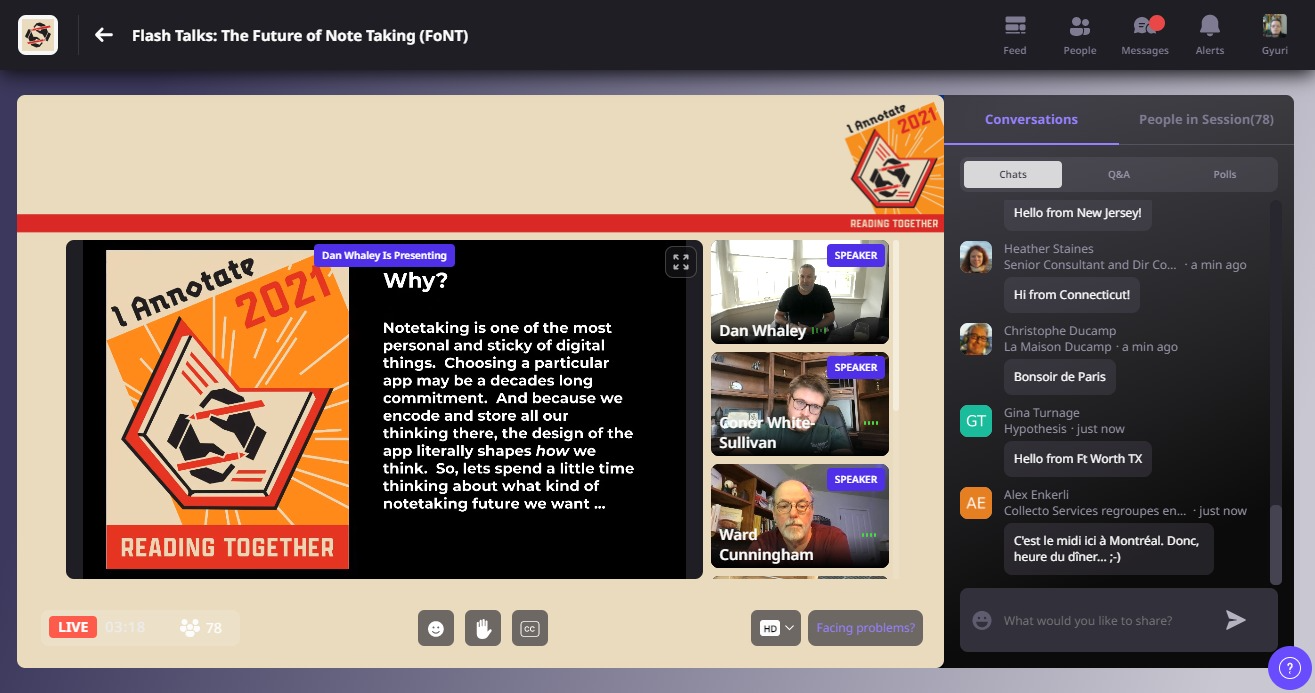 Flash Talks: The Future of Note Taking (FoNT)
Feed
People
Messages
Alerts
Gyuri
I Annotate
2021
READING TOGETHER
Dan Whaley Is Presenting
I Annotate
2021
READING TOGETHER
Why?
Notetaking is one of the most
personal and sticky of digital
things. Choosing a particular
app may be a decades long
commitment. And because we
encode and store all our
thinking there, the design of the
app literally shapes how we
think. So, lets spend a little time
thinking about what kind of
notetaking future we want ...
SPEAKER
Dan Whaley
SPEAKER
Conor White-
Sullivan
SPEAKER
Ward
Cunningham
LIVE
03:18
78
CC
HD
Facing problems?
Conversations
People in Session(78)
Chats
Q&A
Polls
Hello from New Jersey!
Heather Staines
Senior Consultant and Dir Co... · a min ago
Hi from Connecticut!
Christophe Ducamp
La Maison Ducamp · a min ago
Bonsoir de Paris
GT
Gina Turnage
Hypothesis · just now
Hello from Ft Worth TX
AE
Alex Enkerli
Collecto Services regroupes en... · just now
C'est le midi ici à Montréal. Donc,
heure du dîner... ;-)
What would you like to share?
?